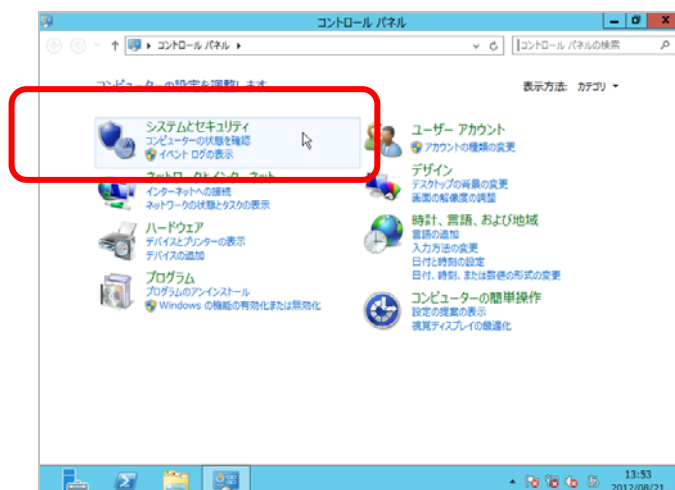 コントロール パネル
コントロール パネル
コントロール パネルの検索
コンピューターの設定を調整します
表示方法: カテゴリ
システムとセキュリティ
コンピューターの状態を確認
イベント ログの表示
ネットワークとインターネット
インターネットへの接続
ネットワークの状態とタスクの表示
ハードウェア
デバイスとプリンターの表示
デバイスの追加
プログラム
プログラムのアンインストール
Windows の機能の有効化または無効化
ユーザー アカウント
アカウントの種類の変更
デザイン
デスクトップの背景の変更
画面の解像度の調整
時計、言語、および地域
言語の追加
入力方法の変更
日付と時刻の設定
日付、時刻、または数値の形式の変更
コンピューターの簡単操作
設定の提案の表示
視覚ディスプレイの最適化
13:53
2012/08/21